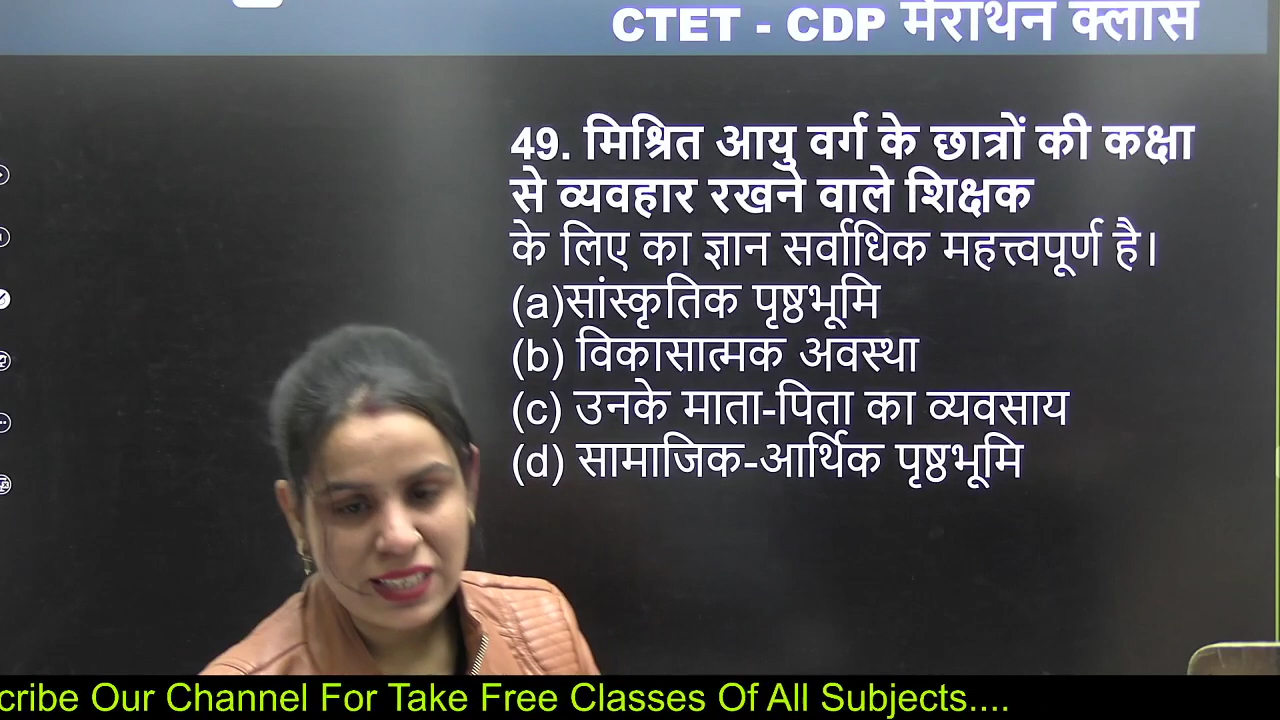 CTET - CDP मैराथन क्लास
49. मिश्रित आयु वर्ग के छात्रों की कक्षा
से व्यवहार रखने वाले शिक्षक
के लिए का ज्ञान सर्वाधिक महत्त्वपूर्ण है।
(a)सांस्कृतिक पृष्ठभूमि
(b) विकासात्मक अवस्था
(c) उनके माता-पिता का व्यवसाय
(d) सामाजिक-आर्थिक पृष्ठभूमि
cribe Our Channel For Take Free Classes Of All Subjects....